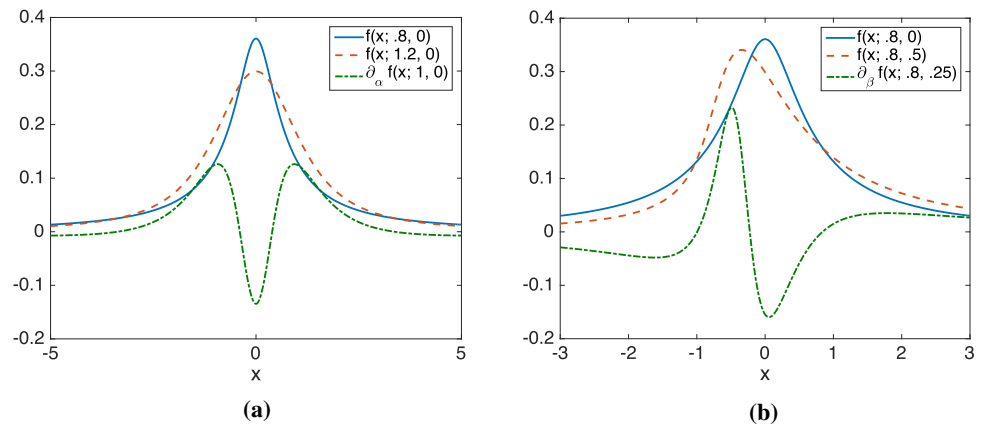 0.4
0.3
0.2
0.1
0
-0.1
-0.2
-5
0
5
x
f(x; .8, 0)
f(x; 1.2, 0)
∂α f(x; 1, 0)
(a)
0.4
0.3
0.2
0.1
0
-0.1
-0.2
-3
-2
-1
0
1
2
3
x
f(x; .8, 0)
f(x; .8, .5)
∂β f(x; .8, .25)
(b)